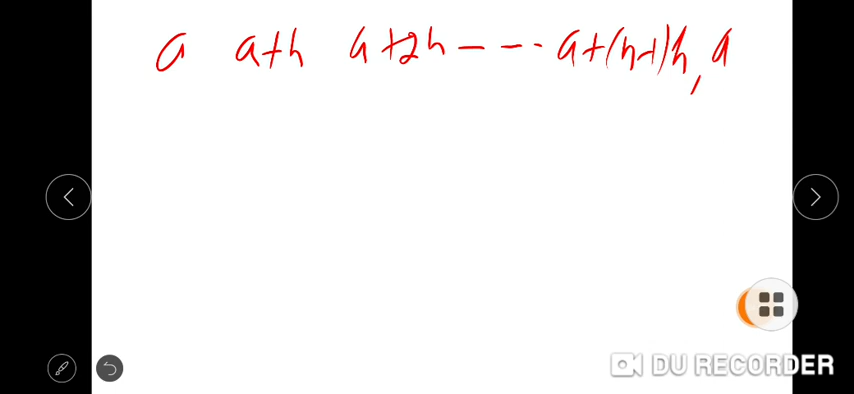 a a+h a+2h - - - - a+(n-1)h, a
DU RECORDER